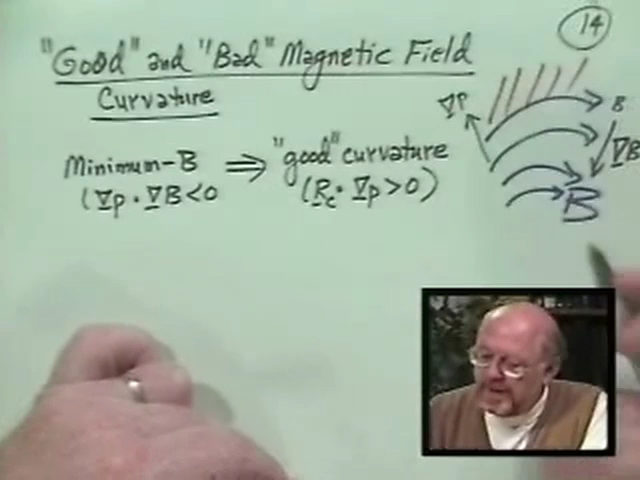 14
"Good" and "Bad" Magnetic Field
Curvature
Minimum-B ⇒ "good" curvature
(∇p · ∇B < 0 (Rc · ∇p > 0)
∇P
B
∇B
B